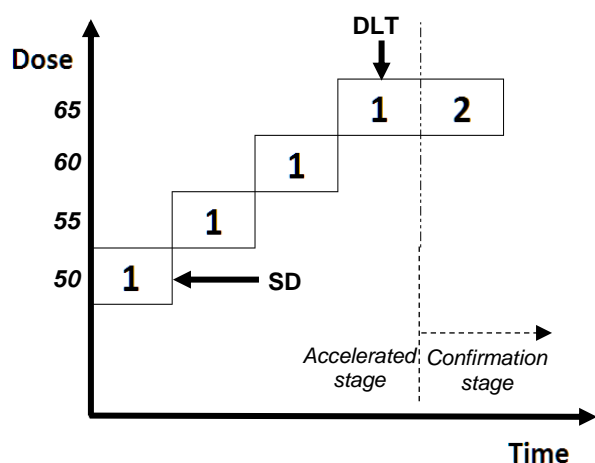 DLT
Dose
65
1
2
60
1
55
1
50
1
SD
Accelerated
stage
Confirmation
stage
Time